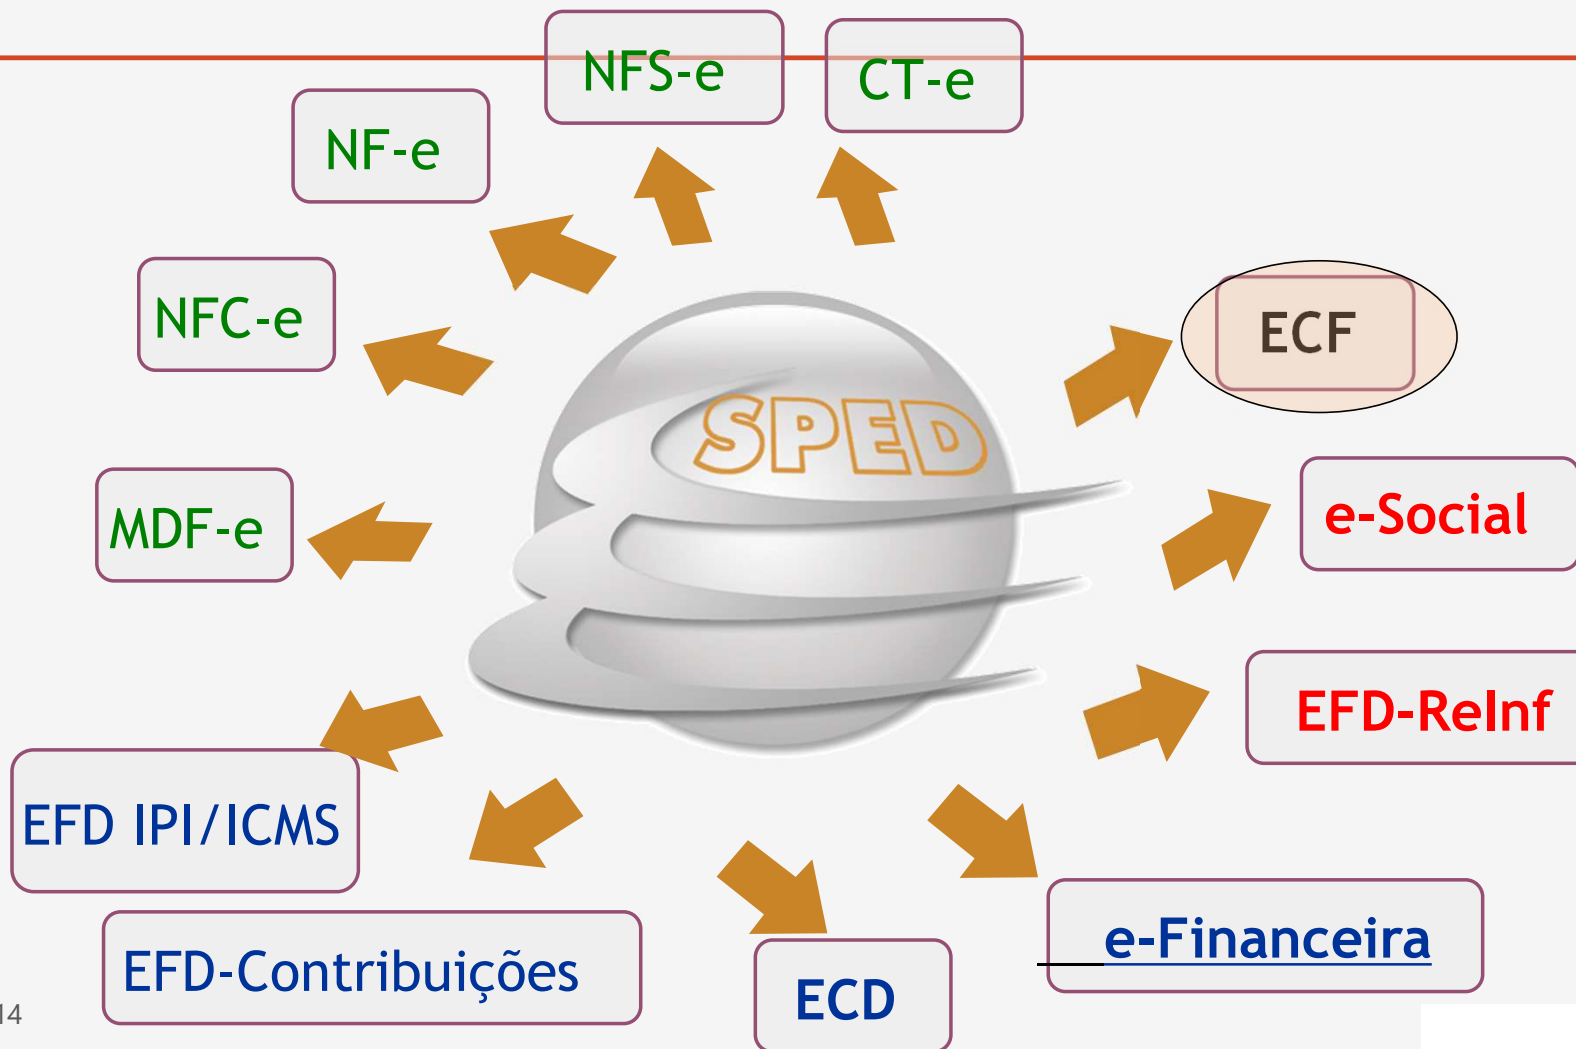 NFS-e
CT-e
NF-e
NFC-e
ECF
SPED
e-Social
MDF-e
EFD-ReInf
EFD IPI/ICMS
e-Financeira
EFD-Contribuições
ECD
14